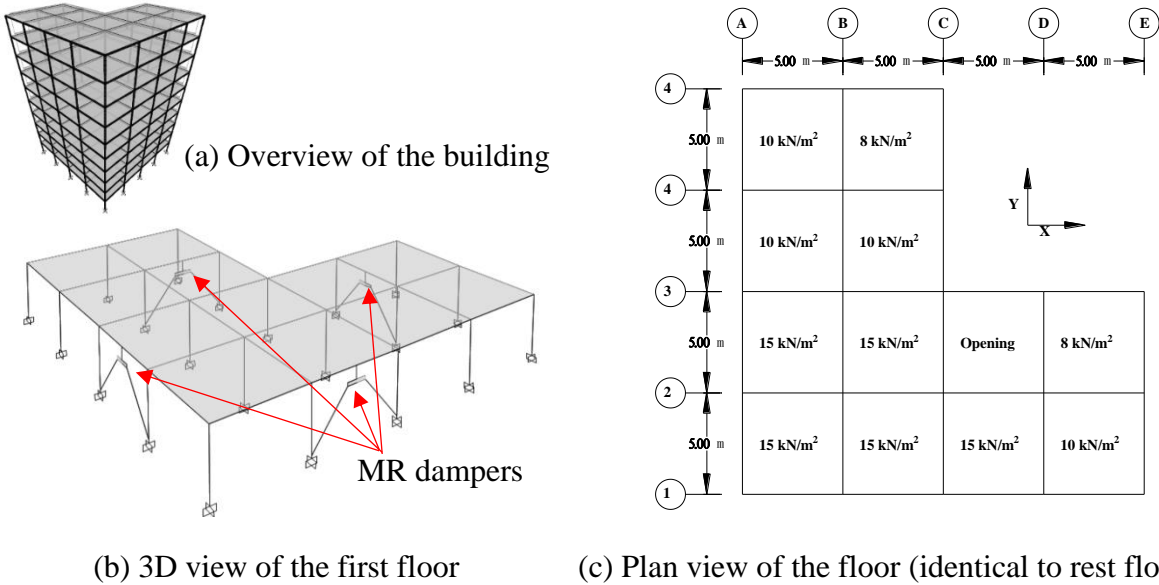 (a) Overview of the building
MR dampers
(b) 3D view of the first floor
A B C D E
5.00 m 5.00 m 5.00 m 5.00 m
4
5.00 m 10 kN/m² 8 kN/m²
4
Y
X
5.00 m 10 kN/m² 10 kN/m²
3
5.00 m 15 kN/m² 15 kN/m² Opening 8 kN/m²
2
5.00 m 15 kN/m² 15 kN/m² 15 kN/m² 10 kN/m²
1
(c) Plan view of the floor (identical to rest flo